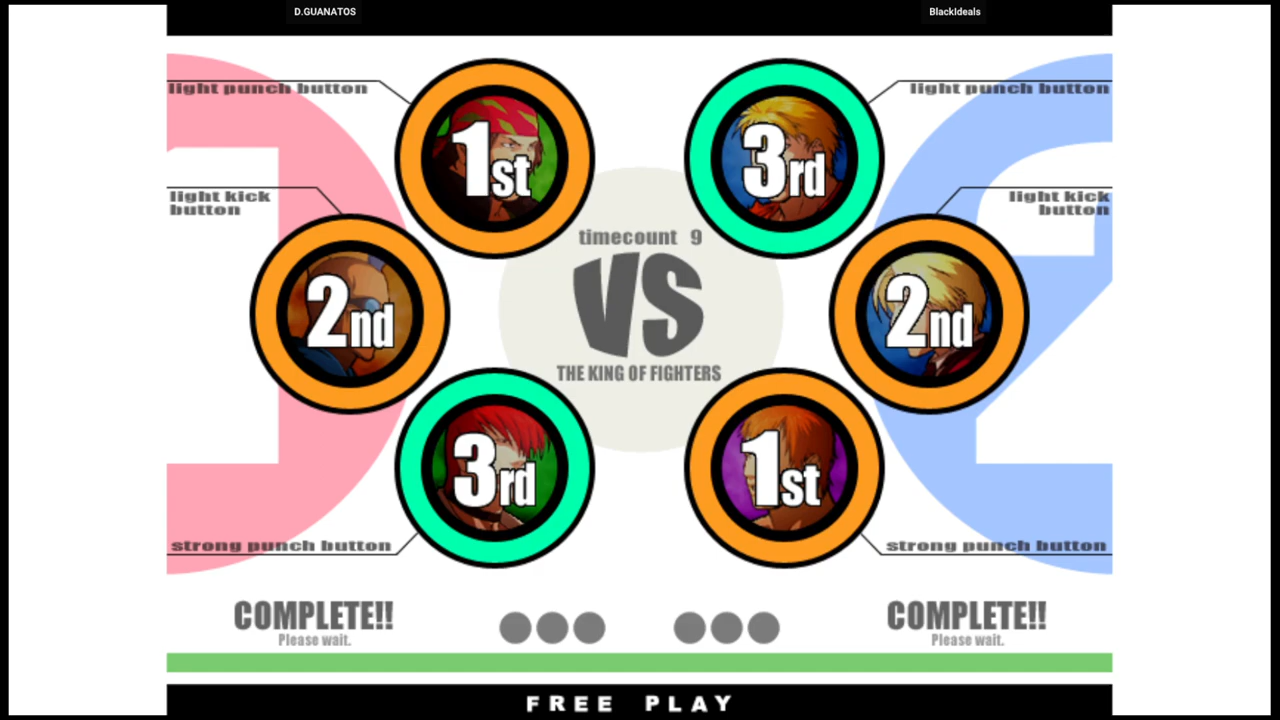 D.GUANATOS
BlackIdeals
light punch button
light punch button
1st
3rd
light kick
button
light kick
button
timecount 9
VS
THE KING OF FIGHTERS
2nd
2nd
3rd
1st
strong punch button
strong punch button
COMPLETE!!
Please wait.
COMPLETE!!
Please wait.
FREE PLAY